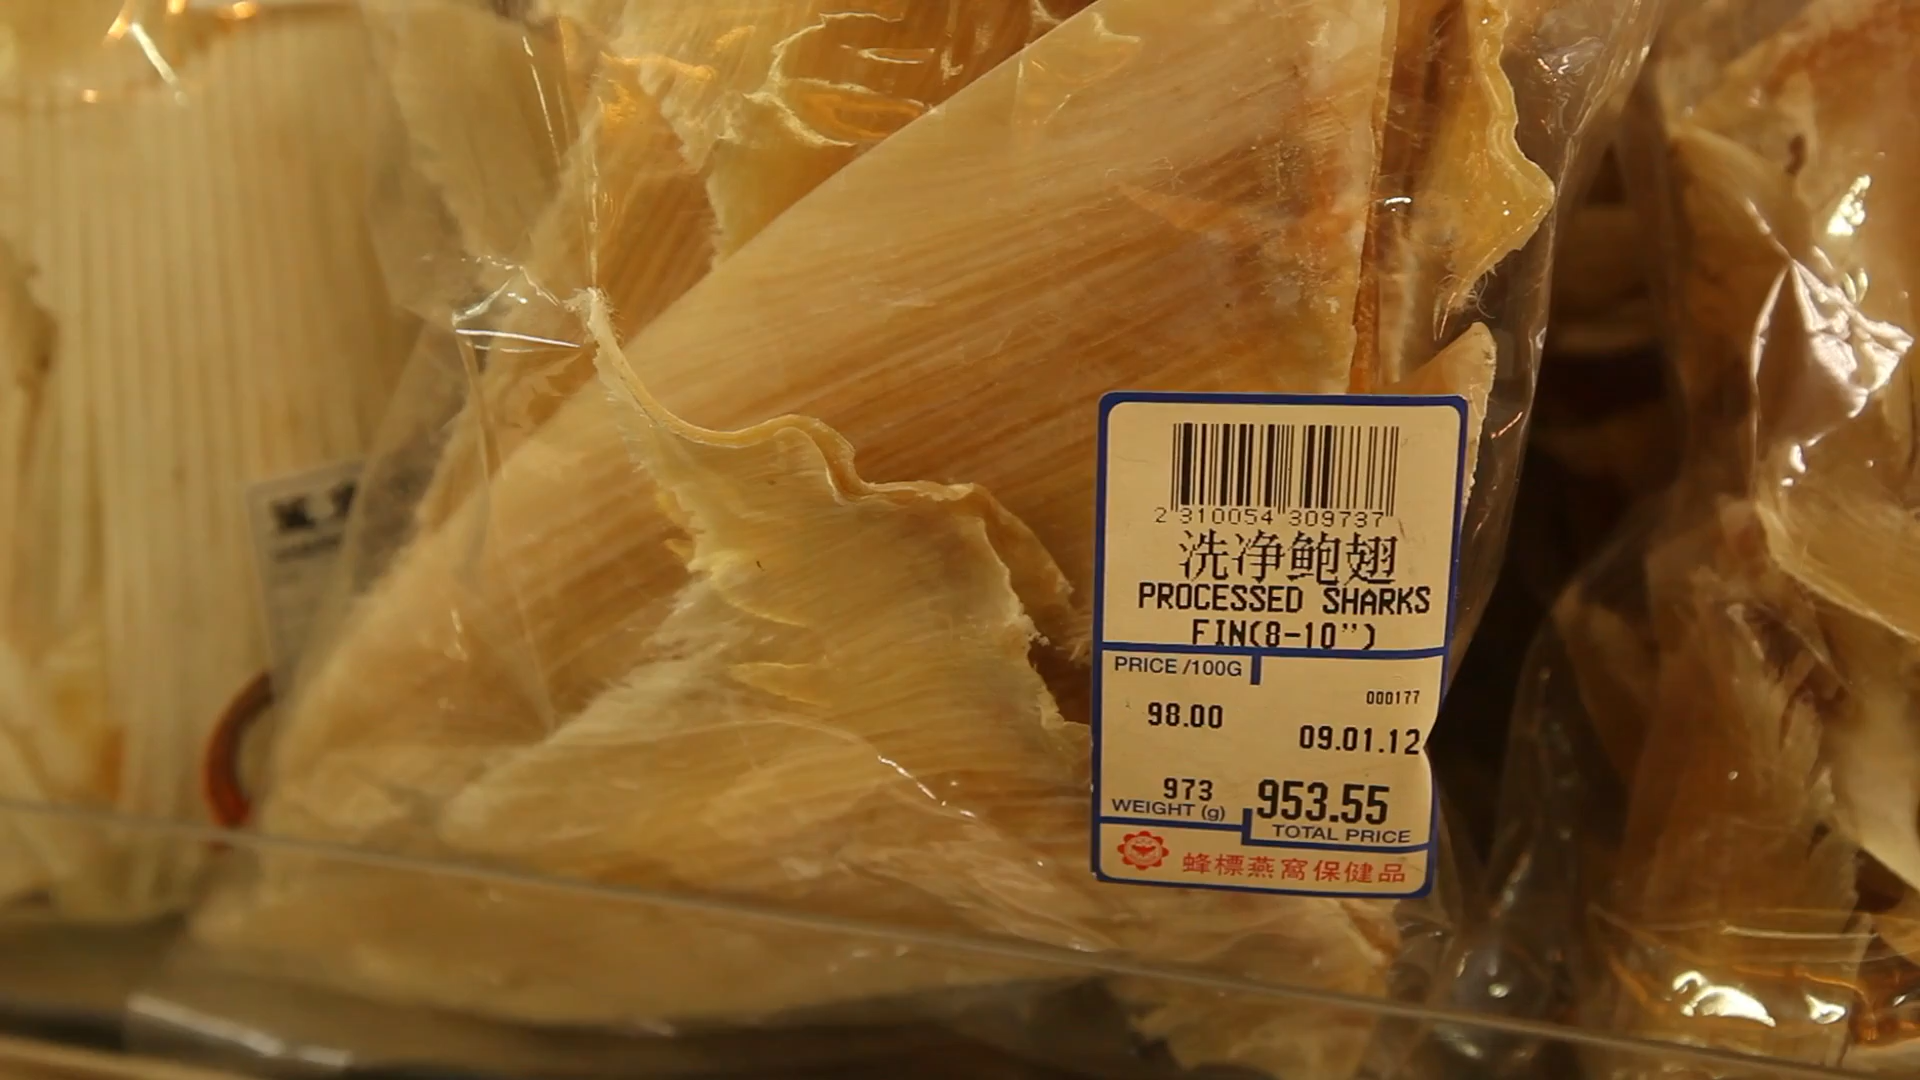 2 310054 309737
洗净鲍翅
PROCESSED SHARKS
FIN(8-10")
PRICE /100G
000177
98.00
09.01.12
973
953.55
WEIGHT (g)
TOTAL PRICE
蜂標燕窩保健品